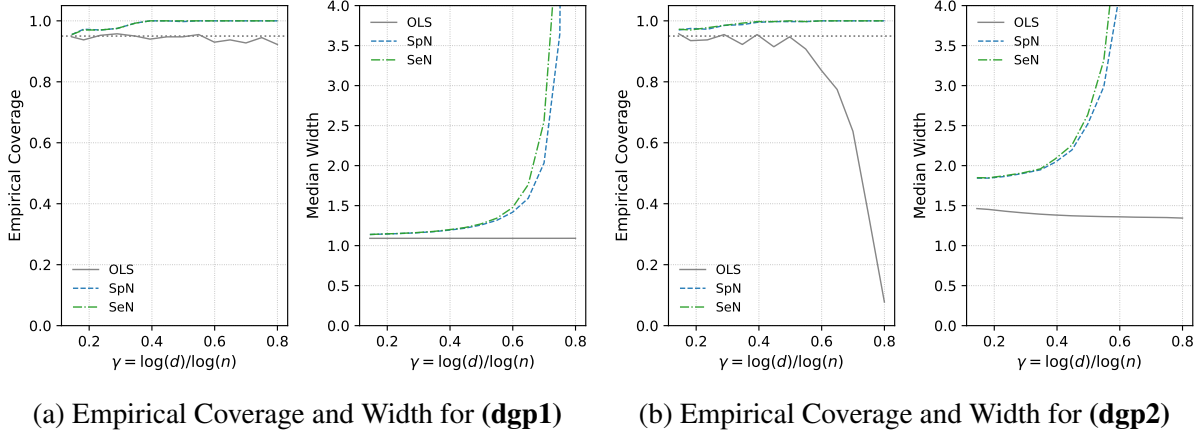 Empirical Coverage
1.0
0.8
0.6
0.4
0.2
0.0
OLS
SpN
SeN
0.2
0.4
0.6
0.8
γ = log(d)/log(n)
Median Width
4.0
3.5
3.0
2.5
2.0
1.5
1.0
0.5
0.0
OLS
SpN
SeN
0.2
0.4
0.6
0.8
γ = log(d)/log(n)
Empirical Coverage
1.0
0.8
0.6
0.4
0.2
0.0
OLS
SpN
SeN
0.2
0.4
0.6
0.8
γ = log(d)/log(n)
Median Width
4.0
3.5
3.0
2.5
2.0
1.5
1.0
0.5
0.0
OLS
SpN
SeN
0.2
0.4
0.6
0.8
γ = log(d)/log(n)
(a) Empirical Coverage and Width for (dgp1)
(b) Empirical Coverage and Width for (dgp2)